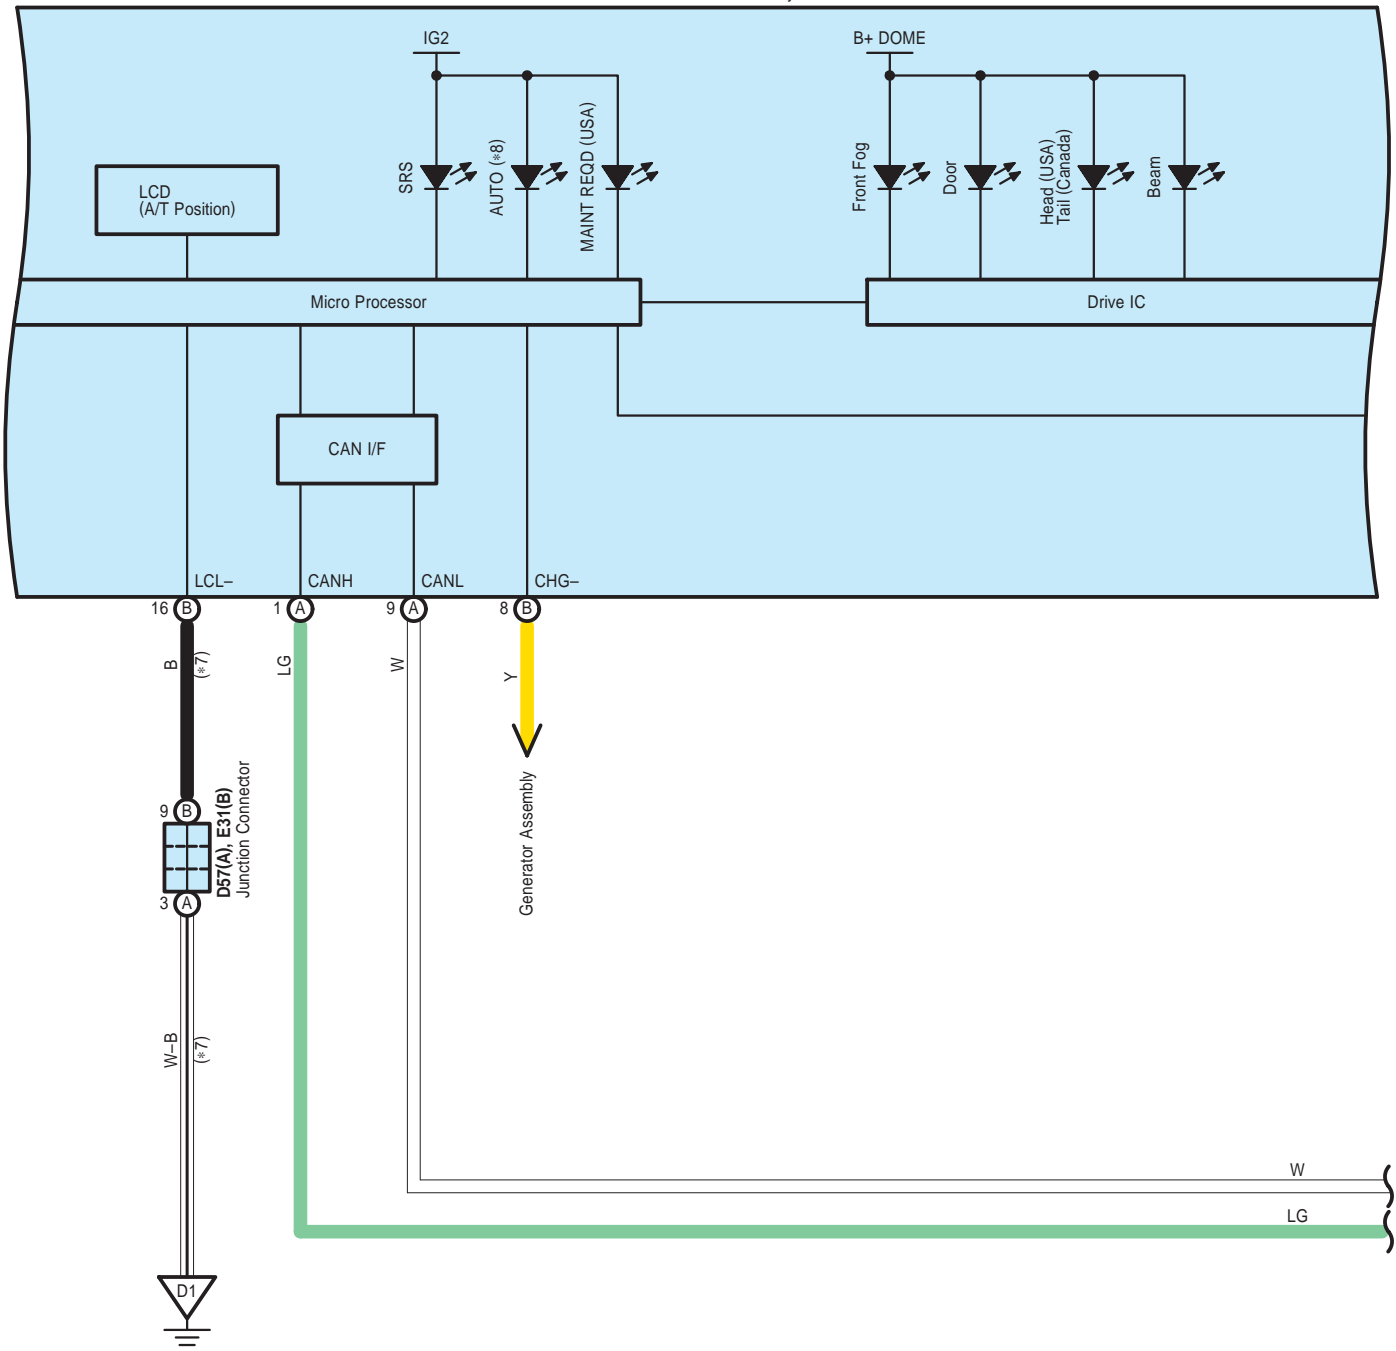 IG2
B+ DOME
SRS
AUTO (*8)
MAINT REQD (USA)
Front Fog
Door
Head (USA)
Tail (Canada)
Beam
LCD
(A/T Position)
Micro Processor
Drive IC
CAN I/F
LCL–
CANH
CANL
CHG–
16 B
1 A
9 A
8 B
B
(*7)
LG
W
Y
Generator Assembly
9 B
D57(A), E31(B)
Junction Connector
3 A
W–B
(*7)
W
LG
D1